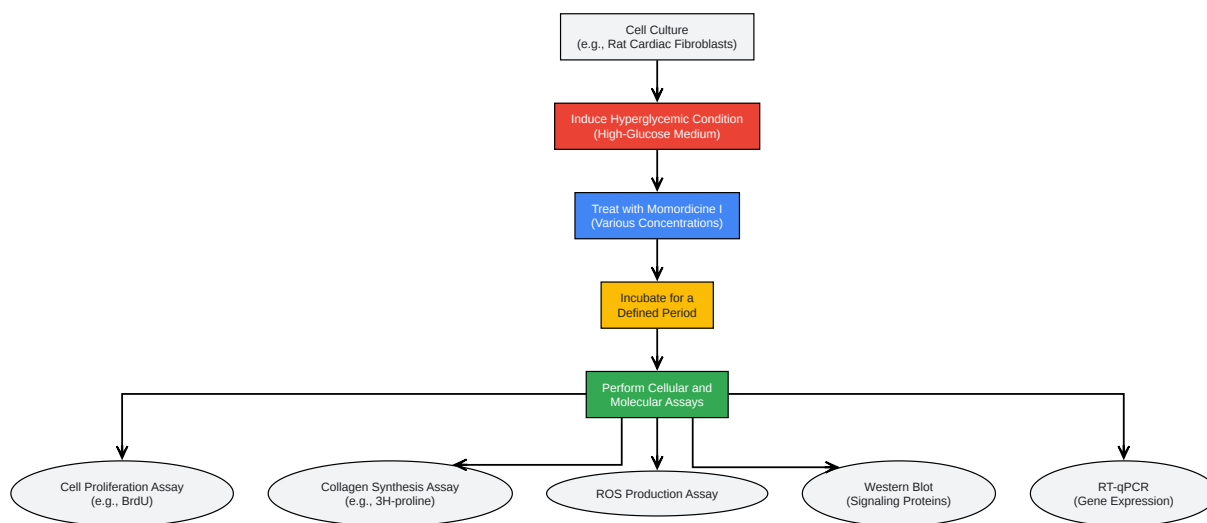 Cell Culture
(e.g., Rat Cardiac Fibroblasts)
Induce Hyperglycemic Condition
(High-Glucose Medium)
Treat with Momordicine I
(Various Concentrations)
Incubate for a
Defined Period
Perform Cellular and
Molecular Assays
Cell Proliferation Assay
(e.g., BrdU)
Collagen Synthesis Assay
(e.g., 3H-proline)
ROS Production Assay
Western Blot
(Signaling Proteins)
RT-qPCR
(Gene Expression)